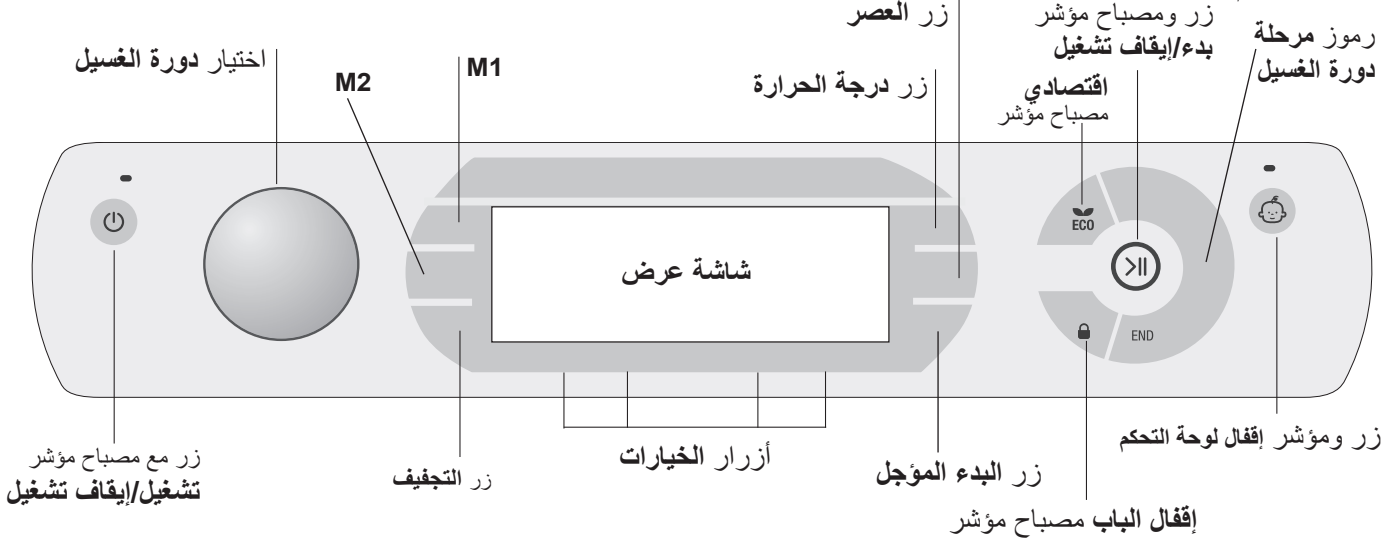 زر العصر
زر ومصباح مؤشر
بدء/إيقاف تشغيل
رموز مرحلة
دورة الغسيل
اختيار دورة الغسيل
M1
M2
زر درجة الحرارة
اقتصادي
مصباح مؤشر
ECO
شاشة عرض
END
زر ومؤشر إقفال لوحة التحكم
أزرار الخيارات
زر مع مصباح مؤشر
تشغيل/إيقاف تشغيل
زر التجفيف
زر البدء المؤجل
إقفال الباب مصباح مؤشر